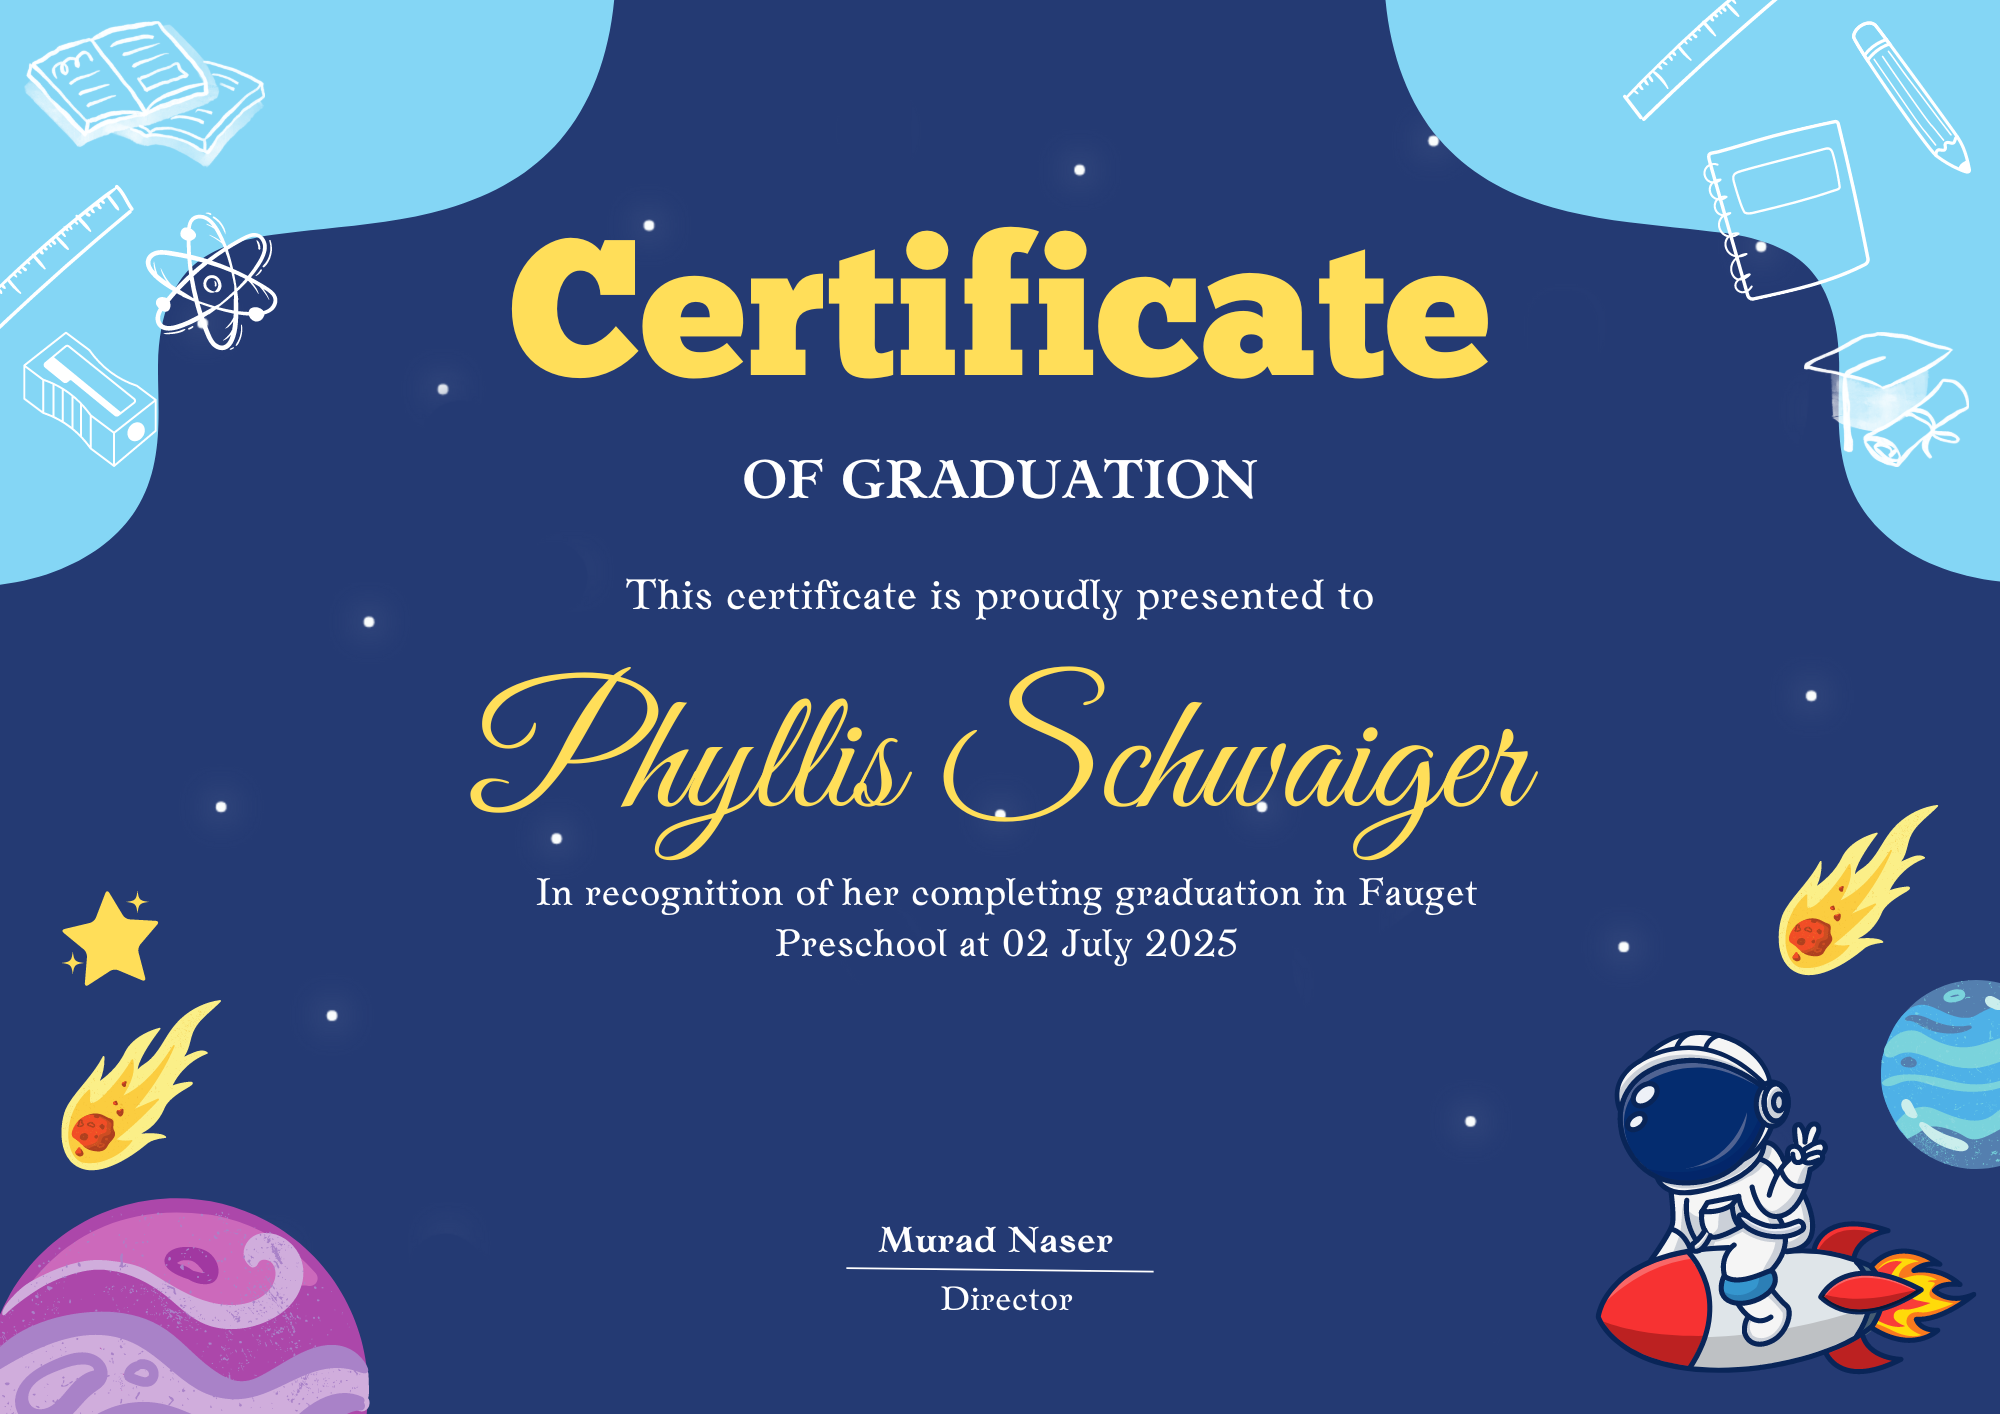 Certificate
OF GRADUATION
This certificate is proudly presented to
Phyllis Schwaiger
In recognition of her completing graduation in Fauget
Preschool at 02 July 2025
Murad Naser
Director